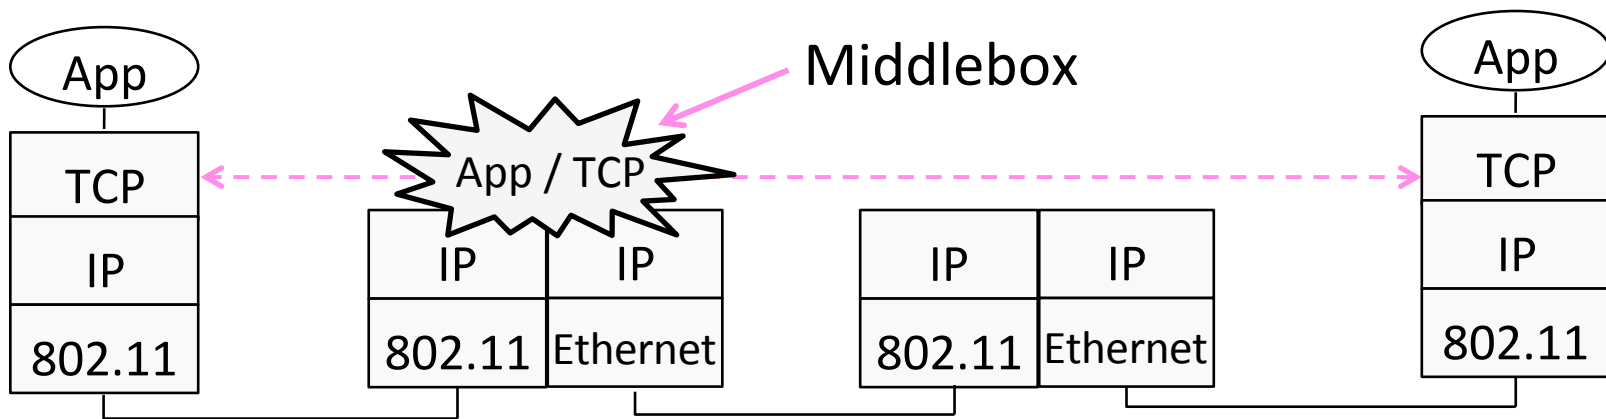 App
Middlebox
App
App / TCP
TCP
IP
802.11
IP
IP
802.11
Ethernet
IP
IP
802.11
Ethernet
TCP
IP
802.11